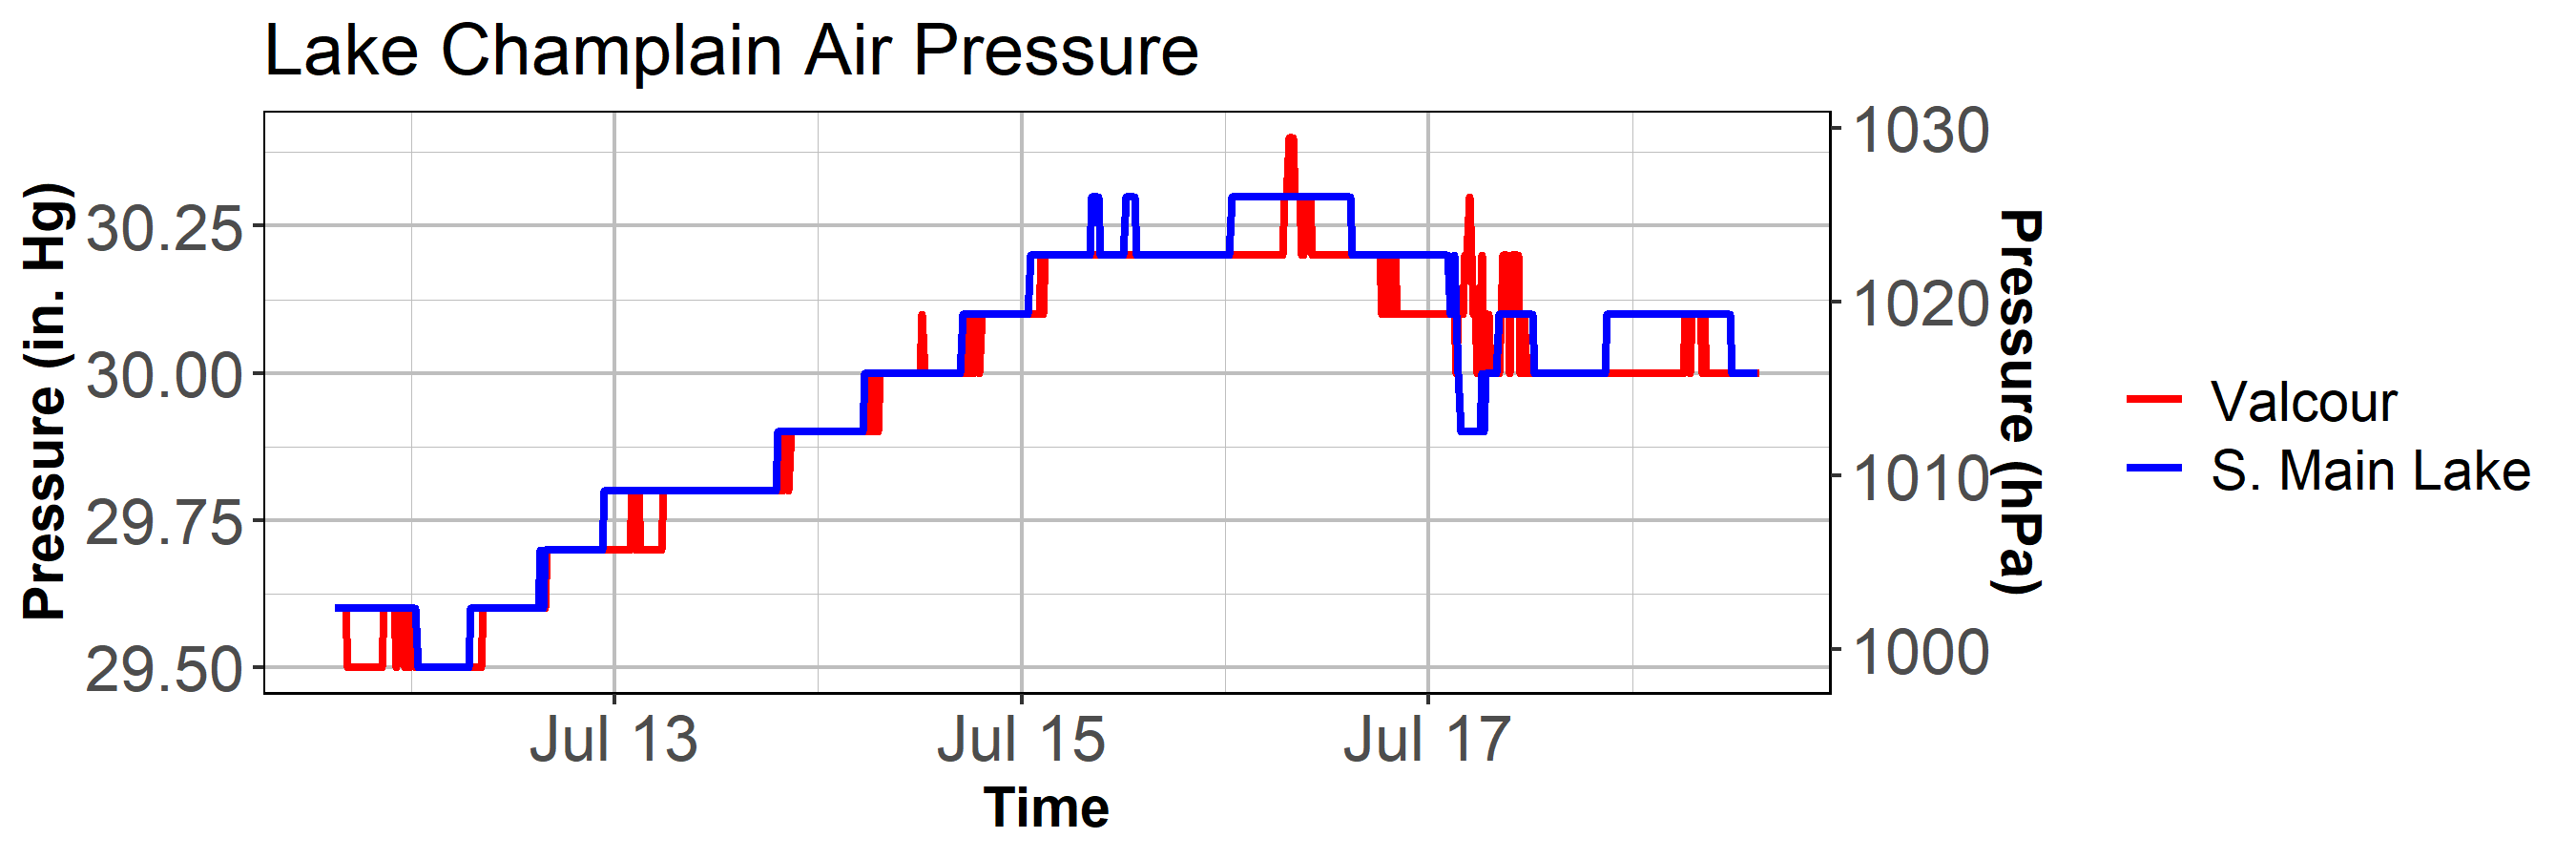 Lake Champlain Air Pressure
Pressure (in. Hg)
30.25
30.00
29.75
29.50
1030
1020
1010
1000
Pressure (hPa)
Jul 13
Jul 15
Jul 17
Time
Valcour
S. Main Lake